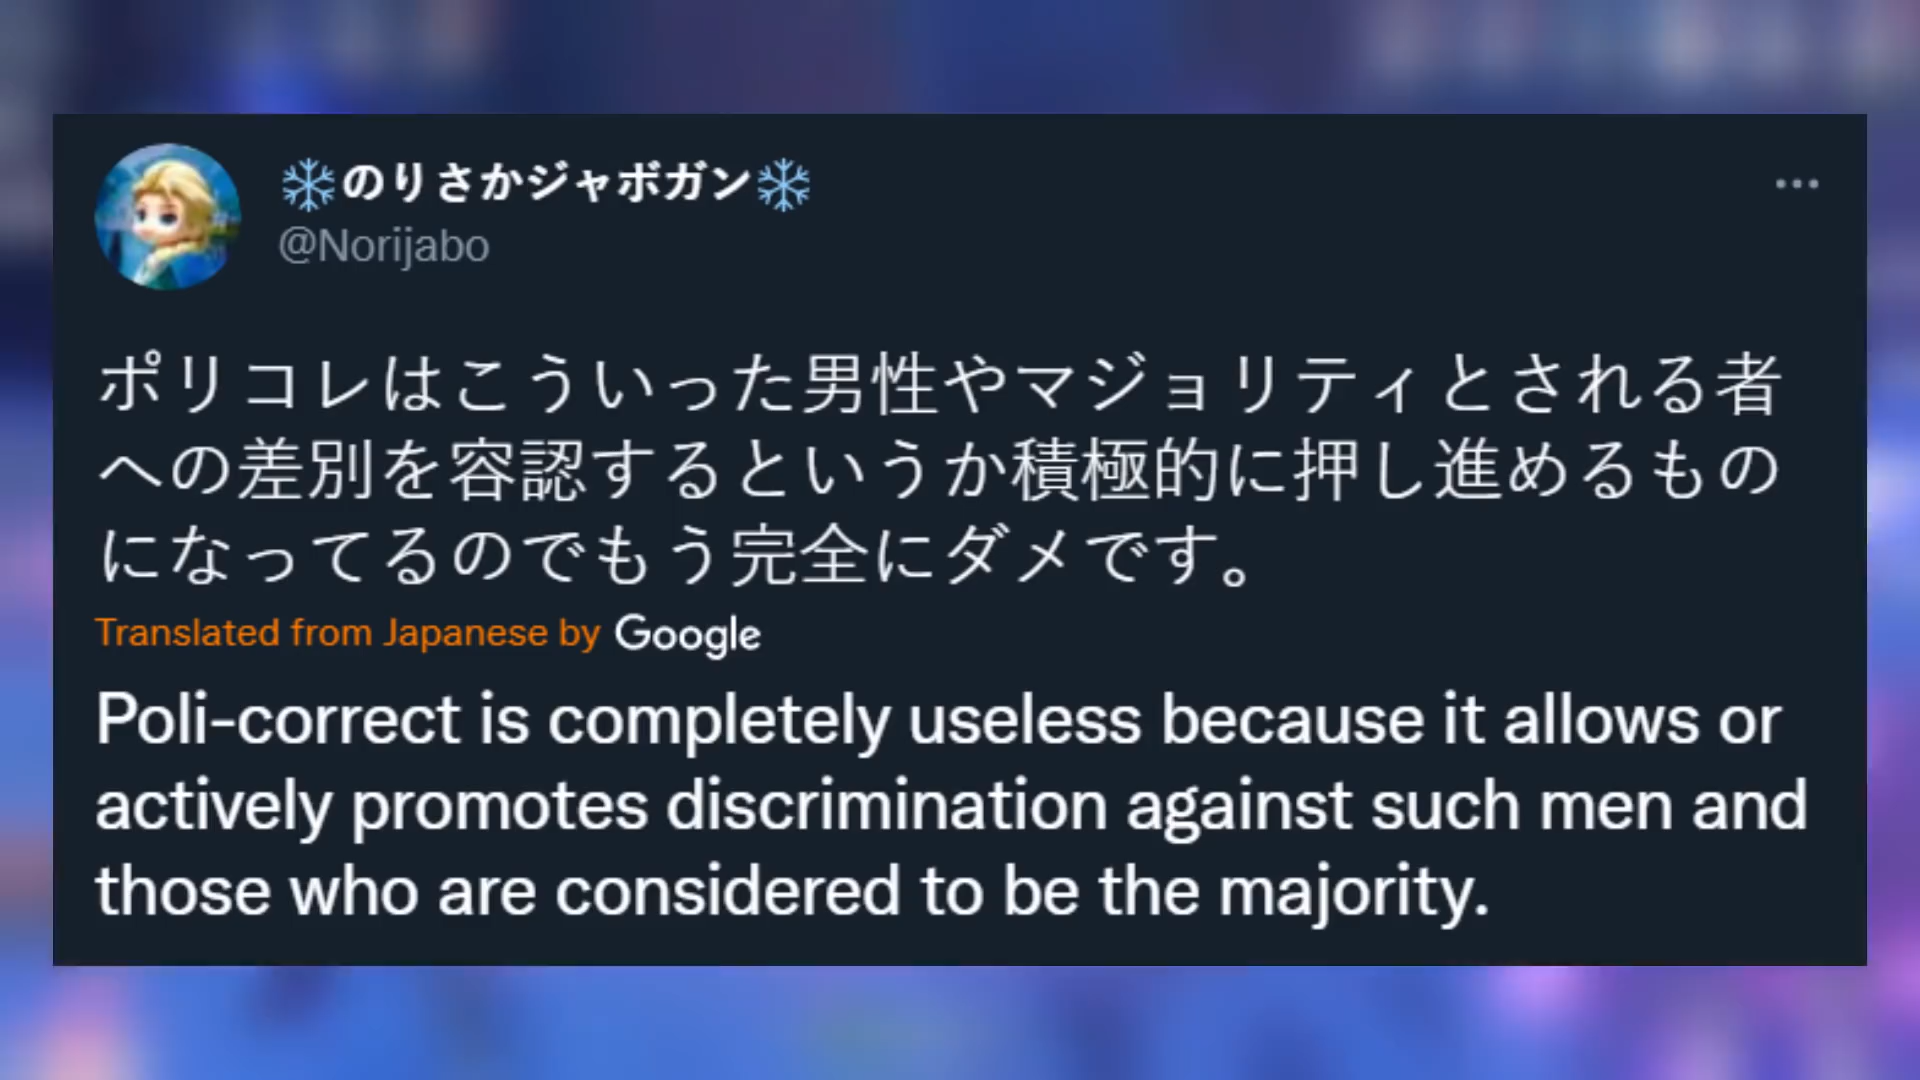 ❄のりさかジャボガン❄
@Norijabo
ポリコレはこういった男性やマジョリティとされる者
への差別を容認するというか積極的に押し進めるもの
になってるのでもう完全にダメです。
Translated from Japanese by Google
Poli-correct is completely useless because it allows or
actively promotes discrimination against such men and
those who are considered to be the majority.